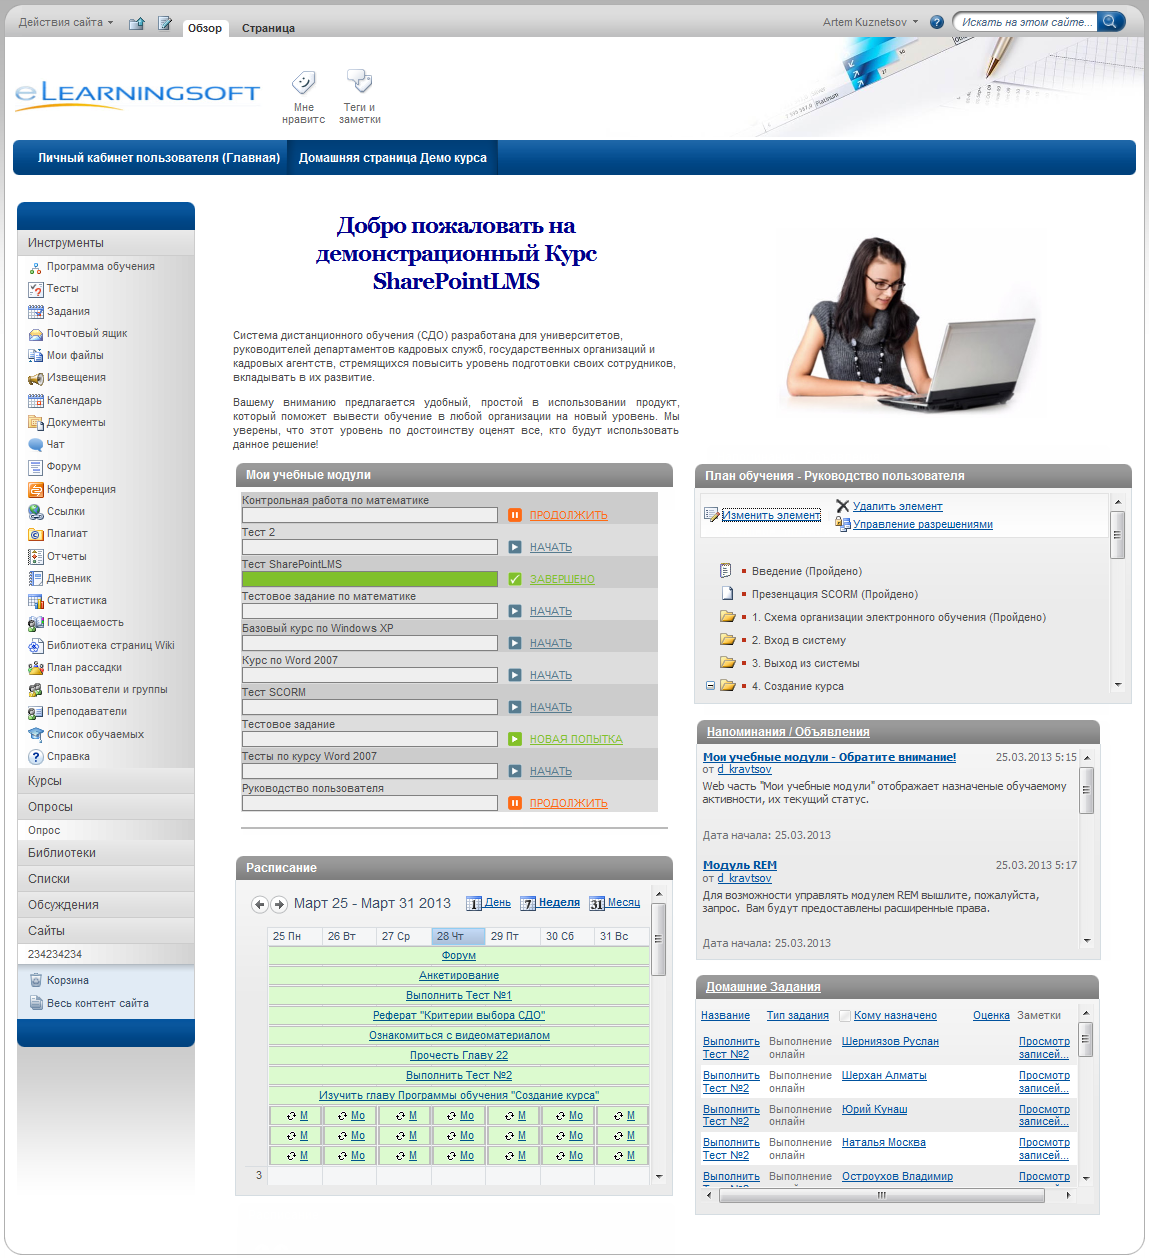 Действия сайта
Обзор
Страница
Artem Kuznetsov
Искать на этом сайте...
eLEARNINGSOFT
Мне нравитс
Теги и заметки
Личный кабинет пользователя (Главная)
Домашняя страница Демо курса
Инструменты
Программа обучения
Тесты
Задания
Почтовый ящик
Мои файлы
Извещения
Календарь
Документы
Чат
Форум
Конференция
Ссылки
Плагиат
Отчеты
Дневник
Статистика
Посещаемость
Библиотека страниц Wiki
План рассадки
Пользователи и группы
Преподаватели
Список обучаемых
Справка
Курсы
Опросы
Опрос
Библиотеки
Списки
Обсуждения
Сайты
234234234
Корзина
Весь контент сайта
Добро пожаловать на
демонстрационный Курс
SharePointLMS
Система дистанционого обучения (СДО) разработана для университетов,
руководителей департаментов кадровых служб, государственных организаций и
кадровых агентств, стремящихся повысить уровень подготовки своих сотрудников,
вкладывать в их развитие.
Вашему вниманию предлагается удобный, простой в использовании продукт,
который поможет вывести обучение в любой организации на новый уровень. Мы
уверены, что этот уровень по достоинству оценят все, кто будут использовать
данное решение!
Мои учебные модули
Контрольная работа по математике
ПРОДОЛЖИТЬ
Тест 2
НАЧАТЬ
Тест SharePointLMS
ЗАВЕРШЕНО
Тестовое задание по математике
НАЧАТЬ
Базовый курс по Windows XP
НАЧАТЬ
Курс по Word 2007
НАЧАТЬ
Тест SCORM
НАЧАТЬ
Тестовое задание
НОВАЯ ПОПЫТКА
Тесты по курсу Word 2007
НАЧАТЬ
Руководство пользователя
ПРОДОЛЖИТЬ
Расписание
Март 25 - Март 31 2013
1 День
7 Неделя
31 Месяц
25 Пн 26 Вт 27 Ср 28 Чт 29 Пт 30 Сб 31 Вс
Форум
Анкетирование
Выполнить Тест №1
Реферат "Критерии выбора СДО"
Ознакомиться с видеоматериалом
Прочесть Главу 22
Выполнить Тест №2
Изучить главу Программы обучения "Создание курса"
М Мо М Мо М Мо М
М Мо М Мо М Мо М
М Мо М Мо М Мо М
3
План обучения - Руководство пользователя
Изменить элемент
Удалить элемент
Управление разрешениями
Введение (Пройдено)
Презенцация SCORM (Пройдено)
1. Схема организации электронного обучения (Пройдено)
2. Вход в систему
3. Выход из системы
4. Создание курса
Напоминания / Объявления
Мои учебные модули - Обратите внимание! 25.03.2013 5:15
от d_kravtsov
Web часть "Мои учебные модули" отображает назначеные обучаемому
активности, их текущий статус.
Дата начала: 25.03.2013
Модуль REM 25.03.2013 5:17
от d_kravtsov
Для возможности управлять модулем REM вышлите, пожалуйста,
запрос. Вам будут предоставлены расширенные права.
Дата начала: 25.03.2013
Домашние Задания
Название Тип задания Кому назначено Оценка Заметки
Выполнить Выполнение Шерниязов Руслан Просмотр
Тест №2 онлайн записей...
Выполнить Выполнение Шерхан Алматы Просмотр
Тест №2 онлайн записей...
Выполнить Выполнение Юрий Кунаш Просмотр
Тест №2 онлайн записей...
Выполнить Выполнение Наталья Москва Просмотр
Тест №2 онлайн записей...
Выполнить Выполнение Остроухов Владимир Просмотр